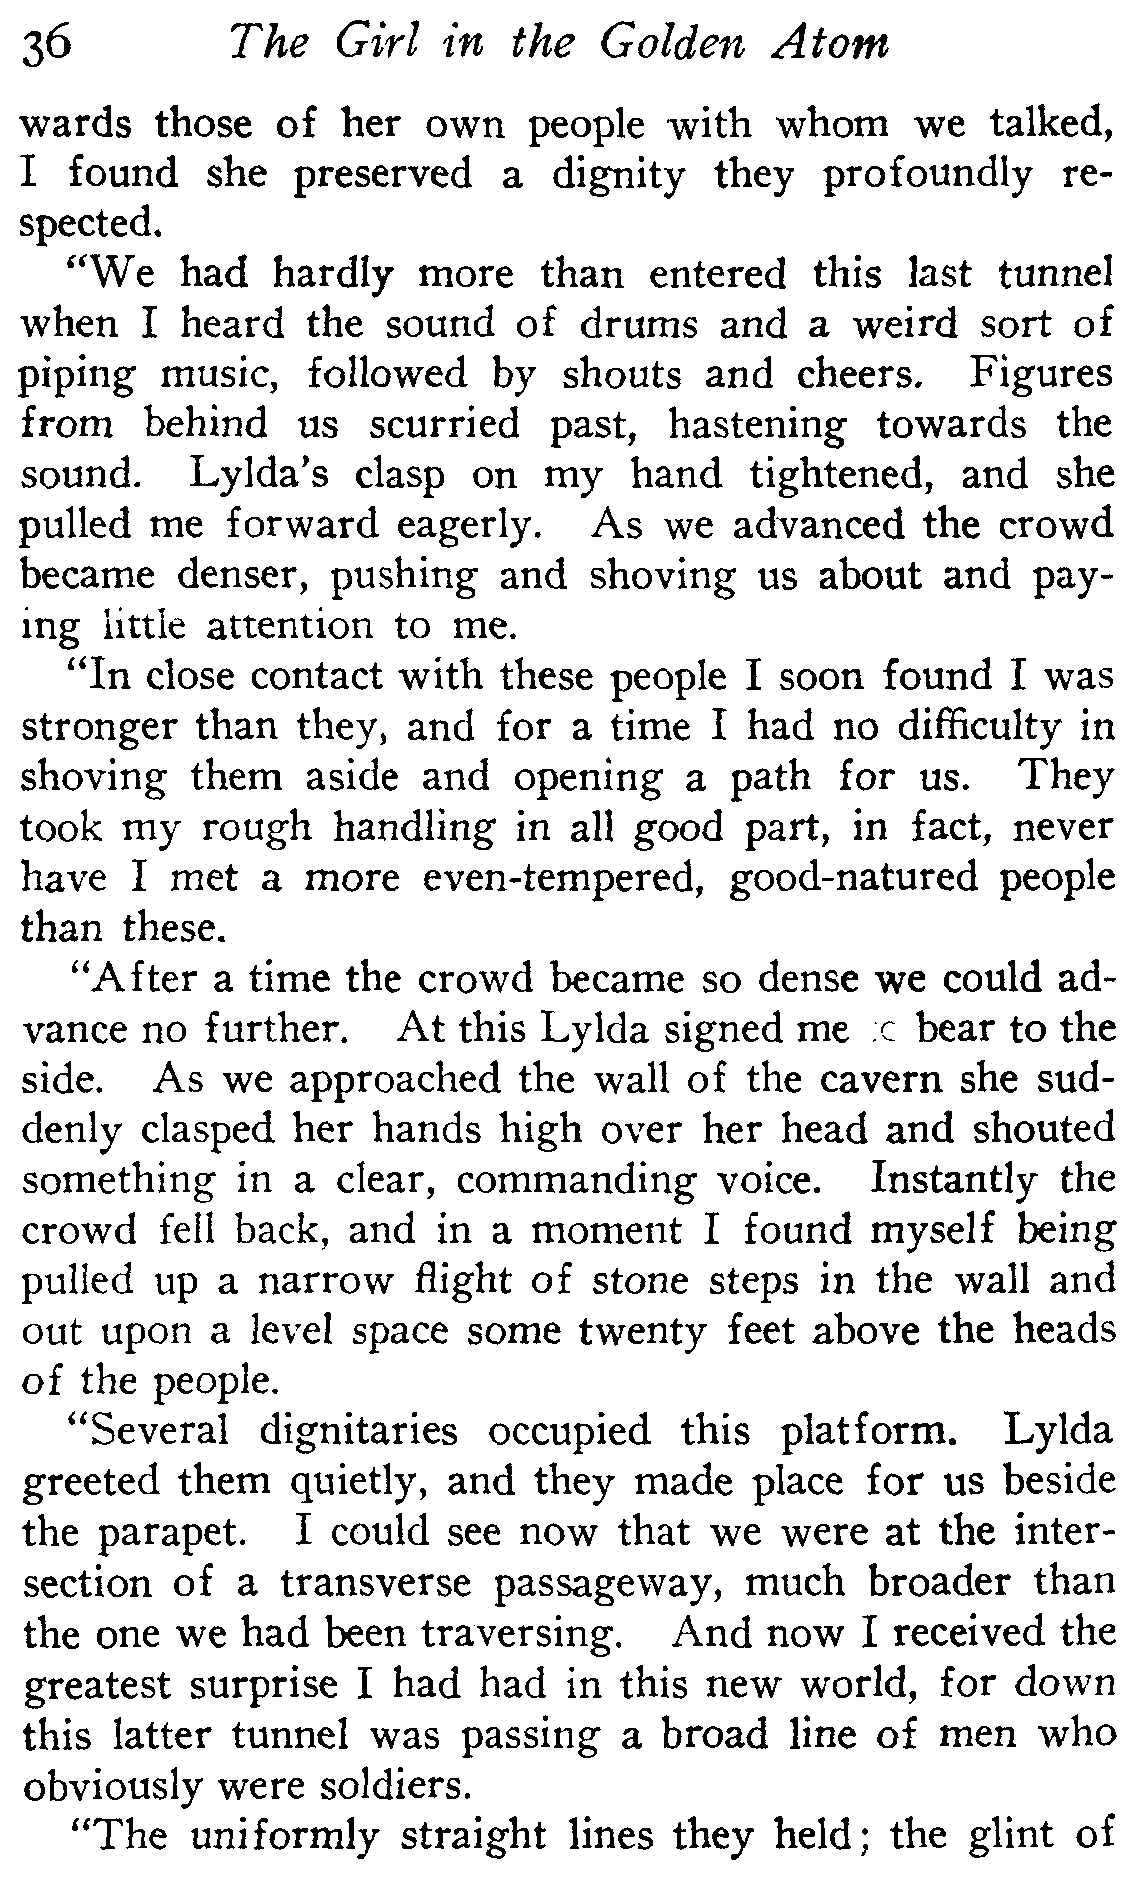 36 The Girl in the Golden Atom
wards those of her own people with whom we talked,
I found she preserved a dignity they profoundly re-
spected.
"We had hardly more than entered this last tunnel
when I heard the sound of drums and a weird sort of
piping music, followed by shouts and cheers. Figures
from behind us scurried past, hastening towards the
sound. Lylda's clasp on my hand tightened, and she
pulled me forward eagerly. As we advanced the crowd
became denser, pushing and shoving us about and pay-
ing little attention to me.
"In close contact with these people I soon found I was
stronger than they, and for a time I had no difficulty in
shoving them aside and opening a path for us. They
took my rough handling in all good part, in fact, never
have I met a more even-tempered, good-natured people
than these.
"After a time the crowd became so dense we could ad-
vance no further. At this Lylda signed me bear to the
side. As we approached the wall of the cavern she sud-
denly clasped her hands high over her head and shouted
something in a clear, commanding voice. Instantly the
crowd fell back, and in a moment I found myself being
pulled up a narrow flight of stone steps in the wall and
out upon a level space some twenty feet above the heads
of the people.
"Several dignitaries occupied this platform. Lylda
greeted them quietly, and they made place for us beside
the parapet. I could see now that we were at the inter-
section of a transverse passageway, much broader than
the one we had been traversing. And now I received the
greatest surprise I had had in this new world, for down
this latter tunnel was passing a broad line of men who
obviously were soldiers.
"The uniformly straight lines they held; the glint of